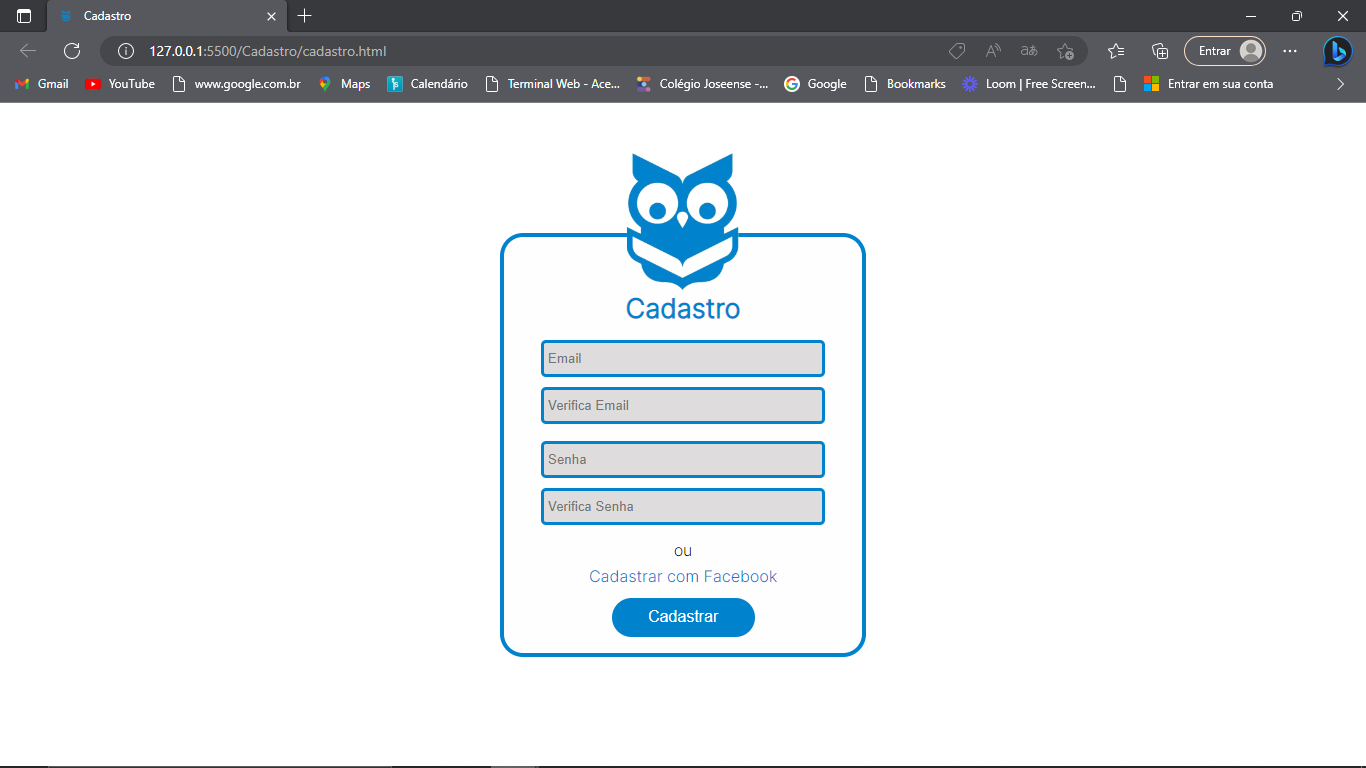 Cadastro
127.0.0.1:5500/Cadastro/cadastro.html
Entrar
Gmail YouTube www.google.com.br Maps Calendário Terminal Web - Ace... Colégio Joseense -... Google Bookmarks Loom | Free Screen... Entrar em sua conta
Cadastro
Email
Verifica Email
Senha
Verifica Senha
ou
Cadastrar com Facebook
Cadastrar